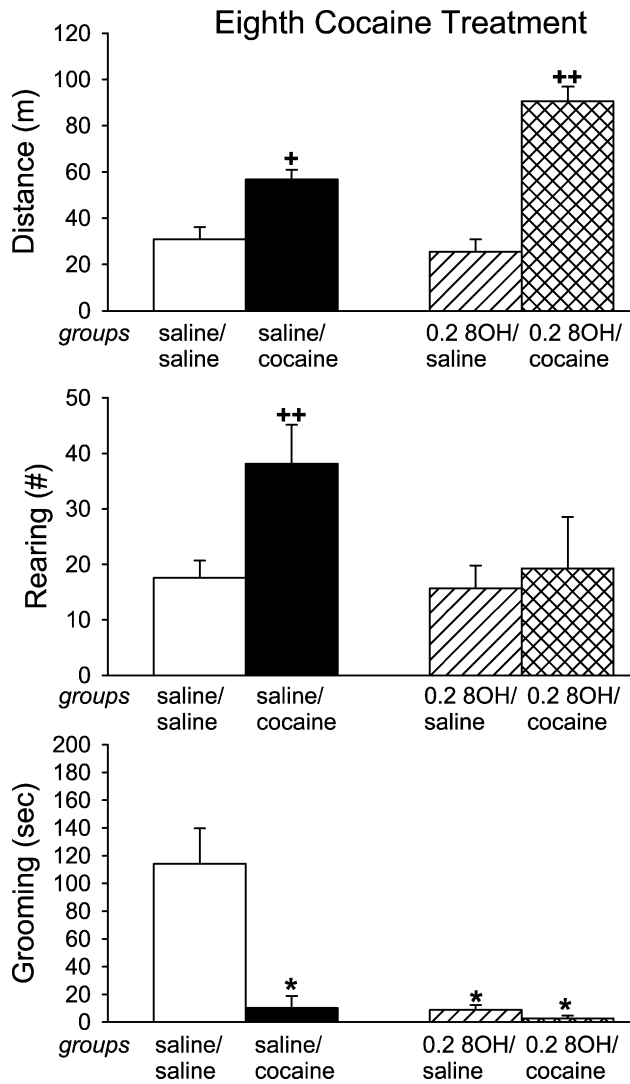 Eighth Cocaine Treatment
120
100
80
60
40
20
0
Distance (m)
+
++
groups
saline/
saline
saline/
cocaine
0.2 8OH/
saline
0.2 8OH/
cocaine
50
40
30
20
10
0
Rearing (#)
++
groups
saline/
saline
saline/
cocaine
0.2 8OH/
saline
0.2 8OH/
cocaine
200
180
160
140
120
100
80
60
40
20
0
Grooming (sec)
*
*
*
groups
saline/
saline
saline/
cocaine
0.2 8OH/
saline
0.2 8OH/
cocaine